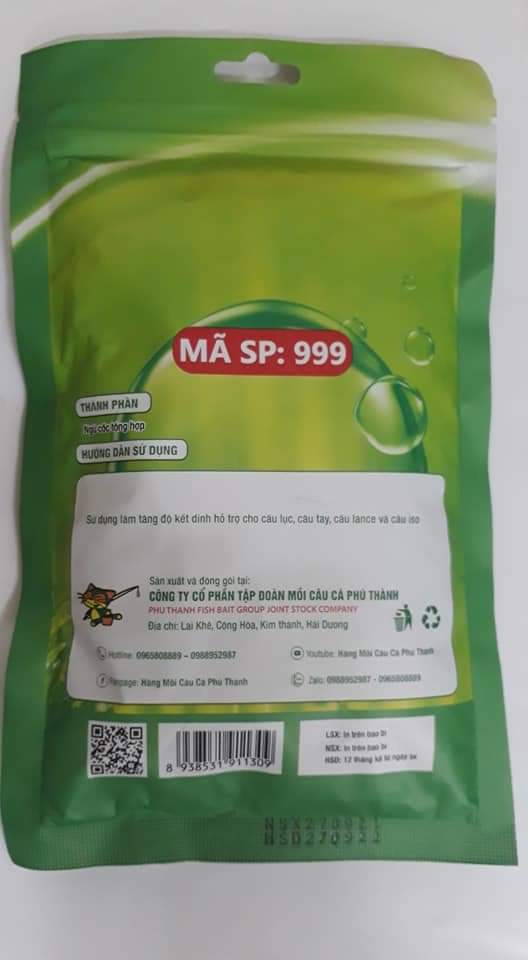 MÃ SP: 999
THÀNH PHẦN
Ngũ cốc tổng hợp
HƯỚNG DẪN SỬ DỤNG
Sử dụng làm tăng độ kết dính hỗ trợ cho câu lục, câu tay, câu lance và câu iso
Sản xuất và đóng gói tại:
CÔNG TY CỔ PHẦN TẬP ĐOÀN MỒI CÂU CÁ PHÚ THÀNH
PHU THANH FISH BAIT GROUP JOINT STOCK COMPANY
Địa chỉ: Lai Khê, Cộng Hòa, Kim thành, Hải Dương
Hotline: 0965808889 – 0988952987
Youtube: Hàng Mồi Câu Cá Phú Thành
Fanpage: Hàng Mồi Câu Cá Phú Thành
Zalo: 0988952987 - 0965808889
LSX: In trên bao bì
NSX: In trên bao bì
HSD: 12 tháng kể từ ngày sx
8 938531 911309
NSX270921
HSD270922